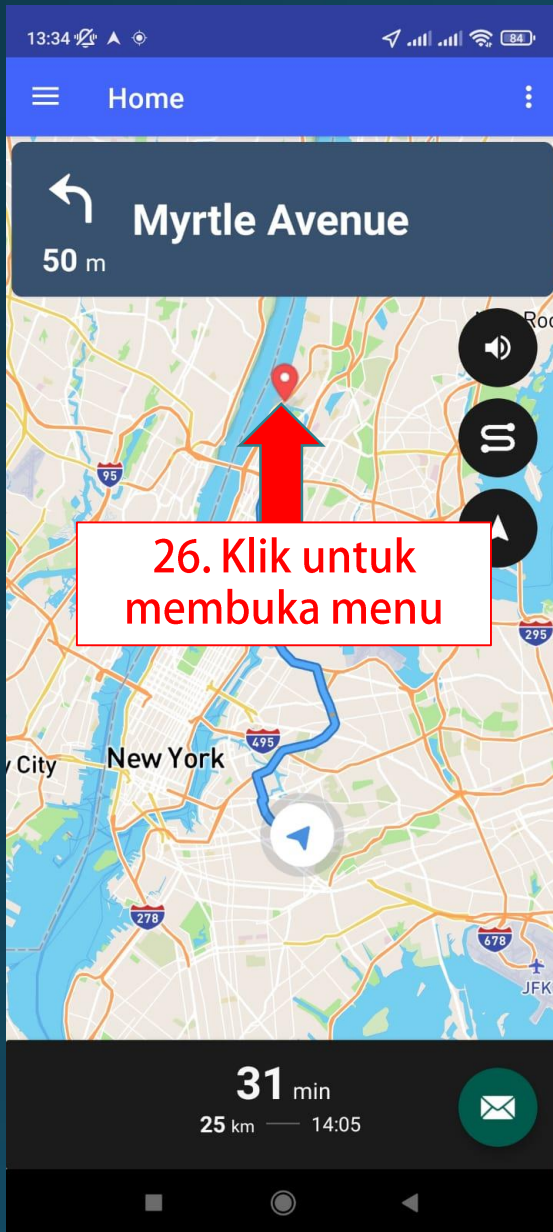 13:34
84
Home
Myrtle Avenue
50 m
95
26. Klik untuk
membuka menu
295
New York
495
y City
278
678
JFK
31 min
25 km — 14:05